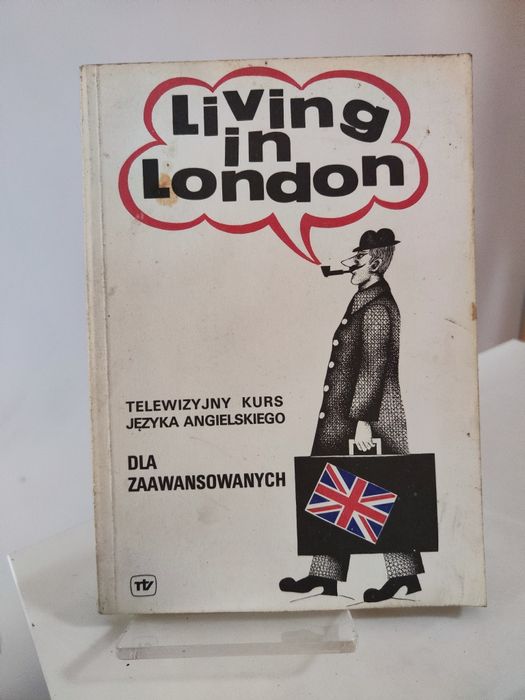 Living
in
London
TELEWIZYJNY KURS
JĘZYKA ANGIELSKIEGO
DLA
ZAAWANSOWANYCH